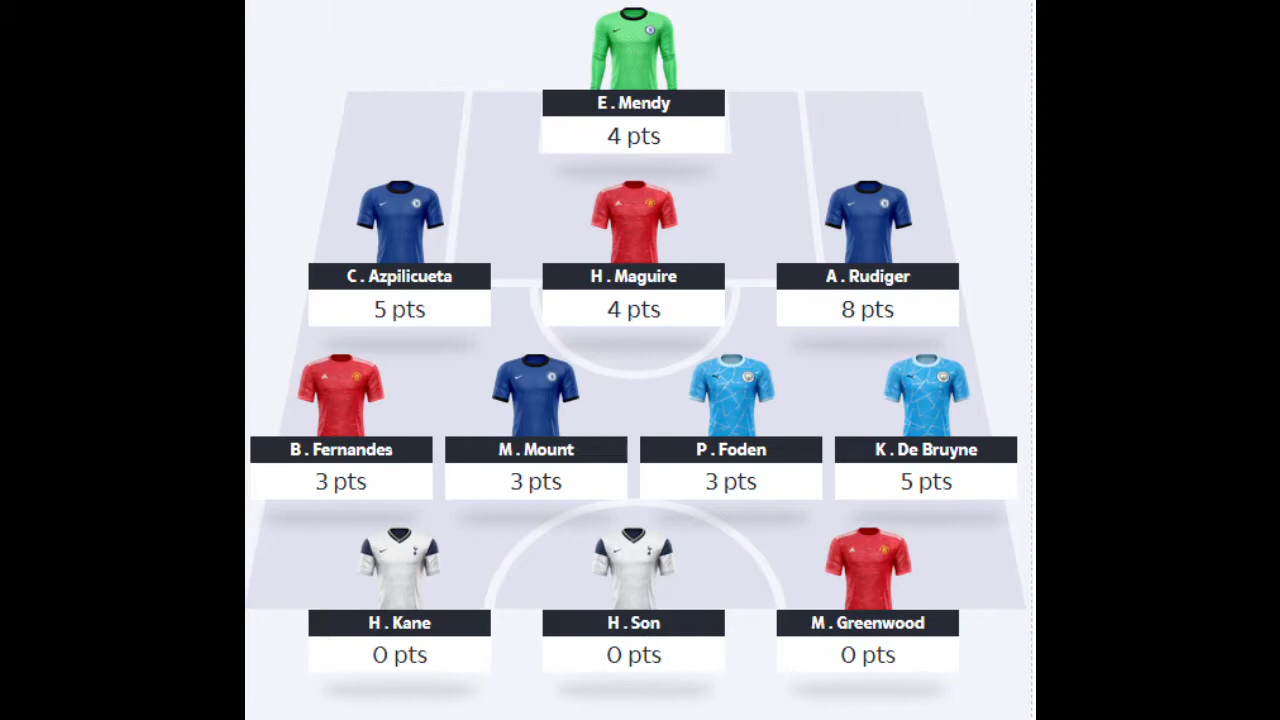 E . Mendy
4 pts
C . Azpilicueta
H . Maguire
A . Rudiger
5 pts
4 pts
8 pts
B . Fernandes
M . Mount
P . Foden
K . De Bruyne
3 pts
3 pts
3 pts
5 pts
H . Kane
H . Son
M . Greenwood
0 pts
0 pts
0 pts